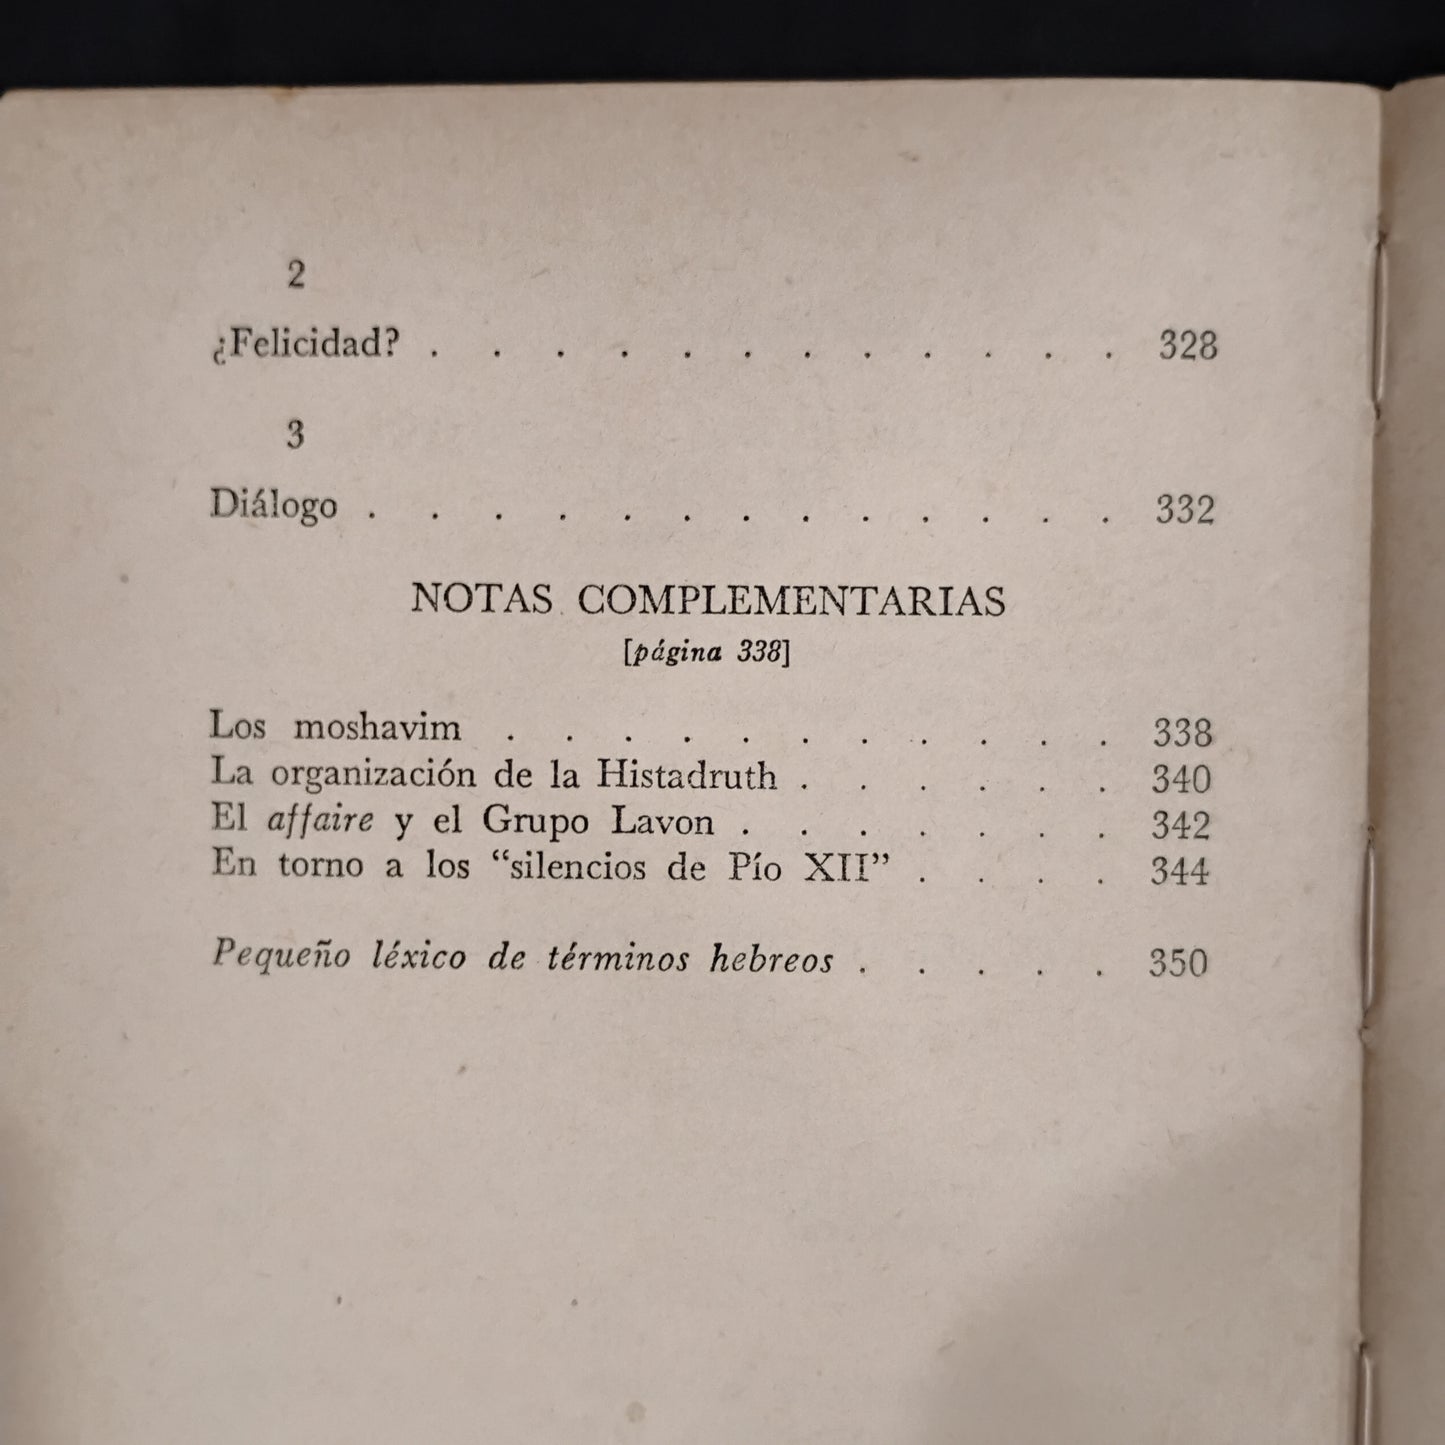 2
¿Felicidad? . . . . . . . . . . . . 328
3
Diálogo . . . . . . . . . . . . . 332
NOTAS COMPLEMENTARIAS
[página 338]
Los moshavim . . . . . . . . . . . 338
La organización de la Histadruth . . . . . . 340
El affaire y el Grupo Lavon . . . . . . . 342
En torno a los “silencios de Pío XII” . . . . 344
Pequeño léxico de términos hebreos . . . . . 350